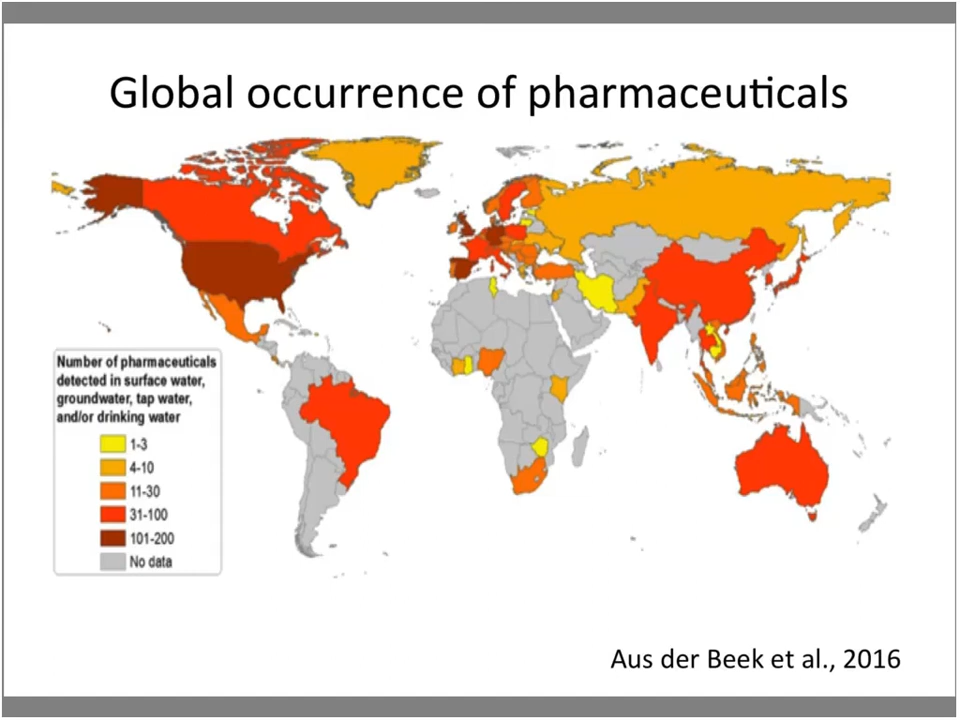 Global occurrence of pharmaceuticals
Number of pharmaceuticals
detected in surface water,
groundwater, tap water,
and/or drinking water
1-3
4-10
11-30
31-100
101-200
No data
Aus der Beek et al., 2016